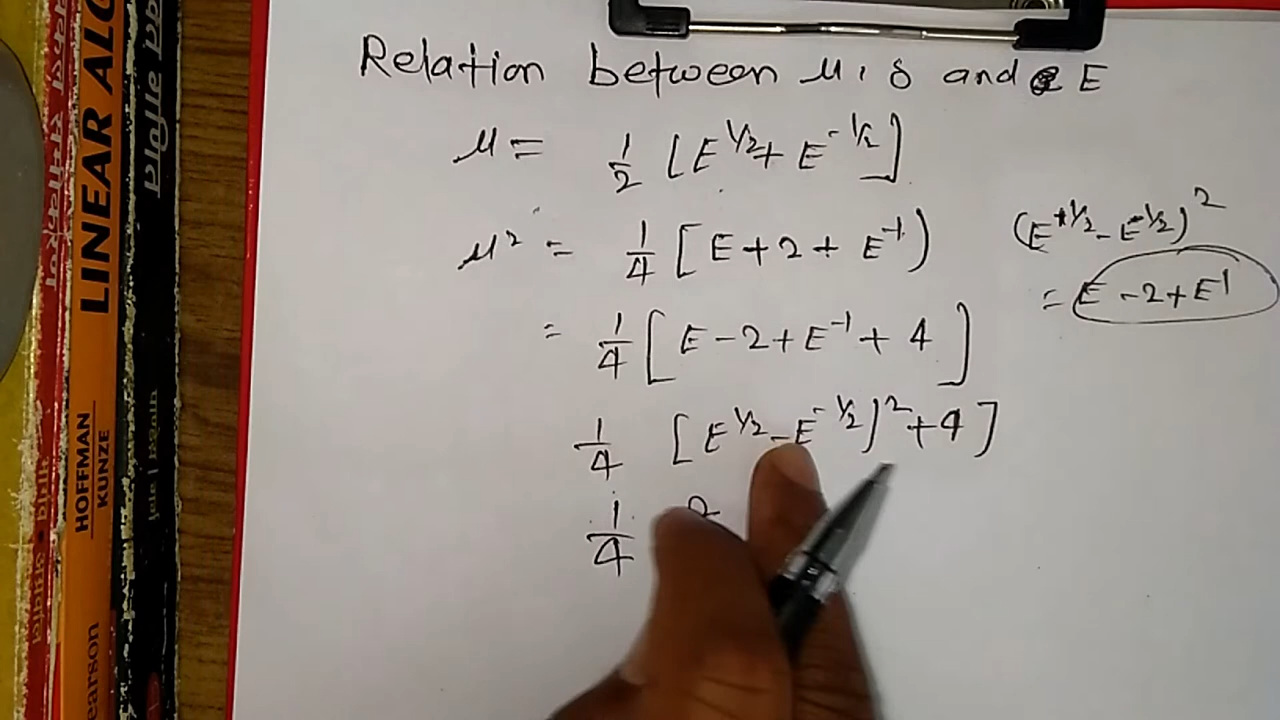 Relation between μ, δ and E
μ = 1/2 [E^1/2 + E^-1/2]
μ² = 1/4 [E + 2 + E^-1)
(E^+1/2 - E^-1/2)²
= E - 2 + E^1
= 1/4 [E - 2 + E^-1 + 4]
1/4 [E^1/2 - E^-1/2)² + 4]
1/4
LINEAR ALG
HOFFMAN
KUNZE
earson